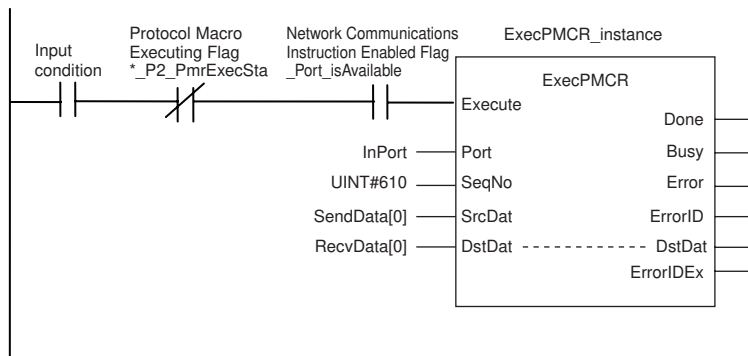 Input
condition
Protocol Macro
Executing Flag
*_P2_PmrExecSta
Network Communications
Instruction Enabled Flag
_Port_isAvailable
ExecPMCR_instance
ExecPMCR
Execute
Done
InPort
Port
Busy
UINT#610
SeqNo
Error
SendData[0]
SrcDat
ErrorID
RecvData[0]
DstDat
DstDat
ErrorIDEx